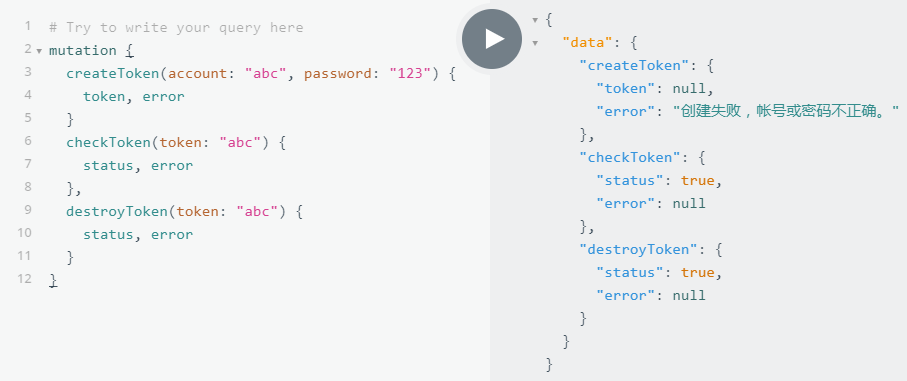 1 # Try to write your query here
2 mutation {
3 createToken(account: "abc", password: "123") {
4 token, error
5 }
6 checkToken(token: "abc") {
7 status, error
8 },
9 destroyToken(token: "abc") {
10 status, error
11 }
12 }
{
"data": {
"createToken": {
"token": null,
"error": "创建失败，帐号或密码不正确。"
},
"checkToken": {
"status": true,
"error": null
},
"destroyToken": {
"status": true,
"error": null
}
}
}